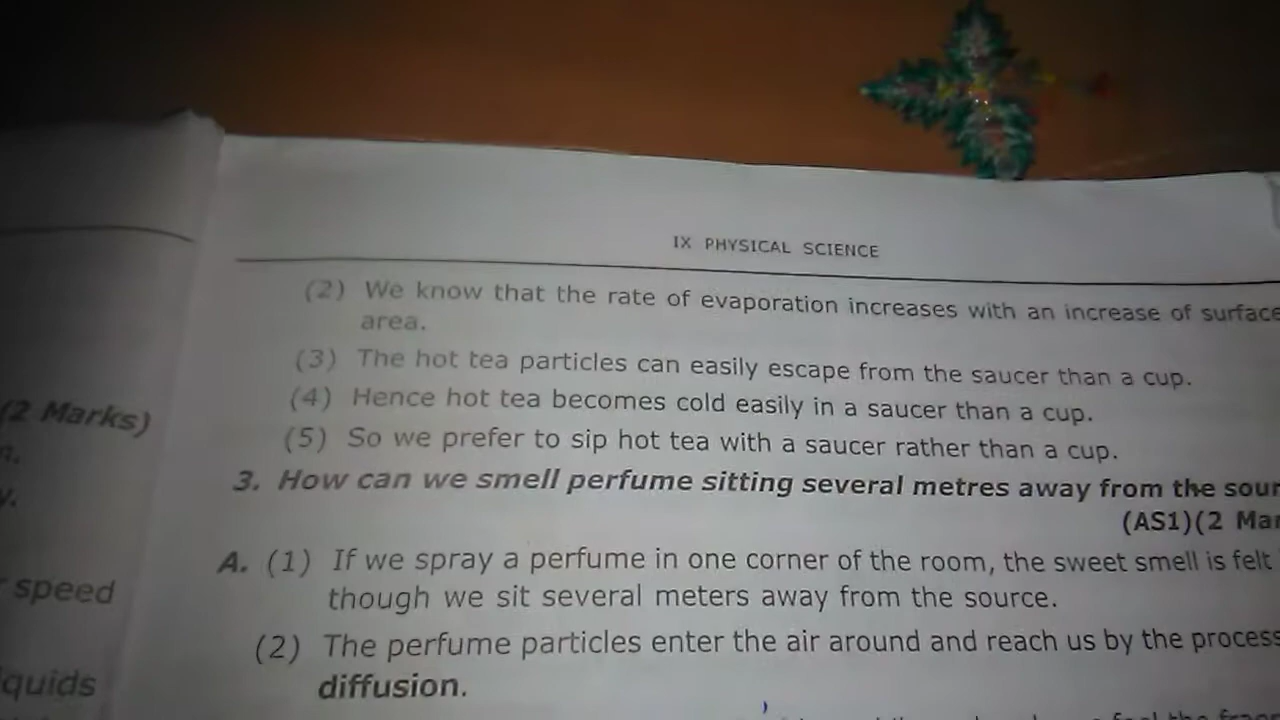 IX PHYSICAL SCIENCE
(2) We know that the rate of evaporation increases with an increase of surface
area.
(3) The hot tea particles can easily escape from the saucer than a cup.
(4) Hence hot tea becomes cold easily in a saucer than a cup.
(2 Marks)
(5) So we prefer to sip hot tea with a saucer rather than a cup.
3. How can we smell perfume sitting several metres away from the sour
(AS1)(2 Mar
A. (1) If we spray a perfume in one corner of the room, the sweet smell is felt
speed
though we sit several meters away from the source.
(2) The perfume particles enter the air around and reach us by the process
quids
diffusion.